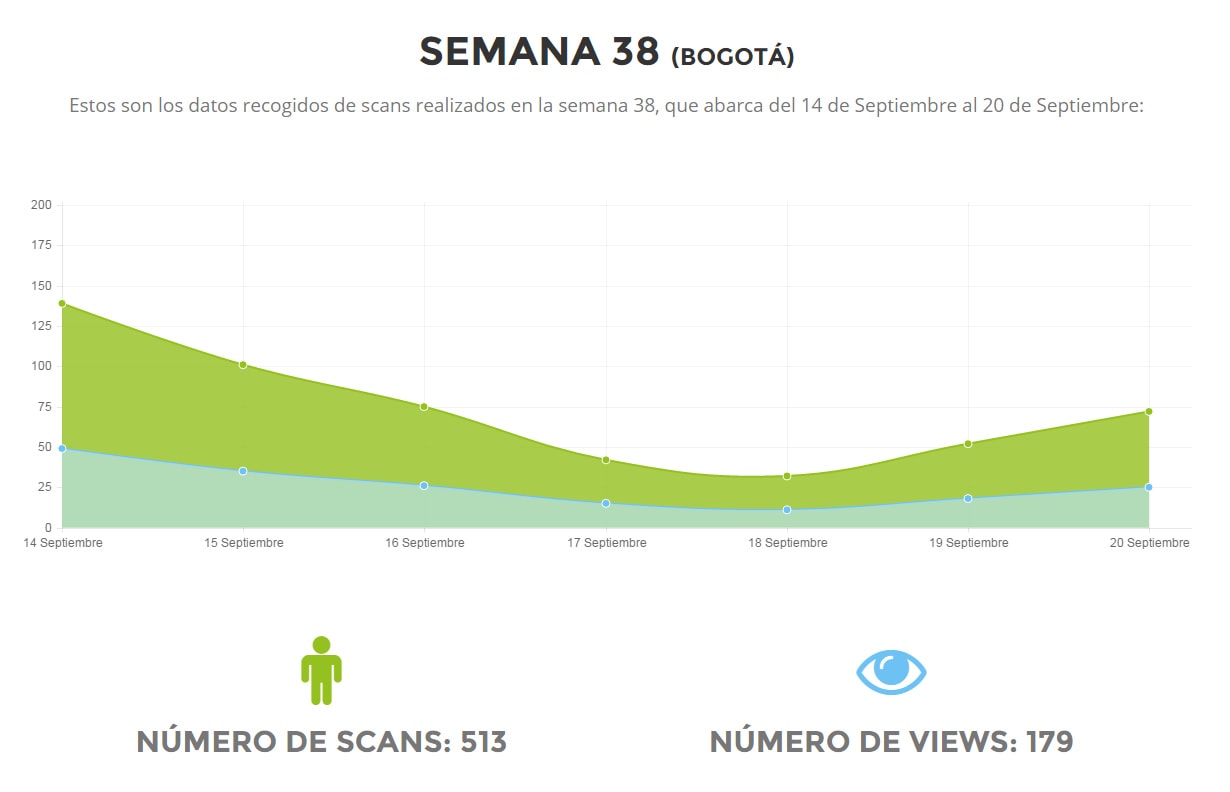 SEMANA 38 (BOGOTÁ)
Estos son los datos recogidos de scans realizados en la semana 38, que abarca del 14 de Septiembre al 20 de Septiembre:
200
175
150
125
100
75
50
25
0
14 Septiembre 15 Septiembre 16 Septiembre 17 Septiembre 18 Septiembre 19 Septiembre 20 Septiembre
NÚMERO DE SCANS: 513 NÚMERO DE VIEWS: 179